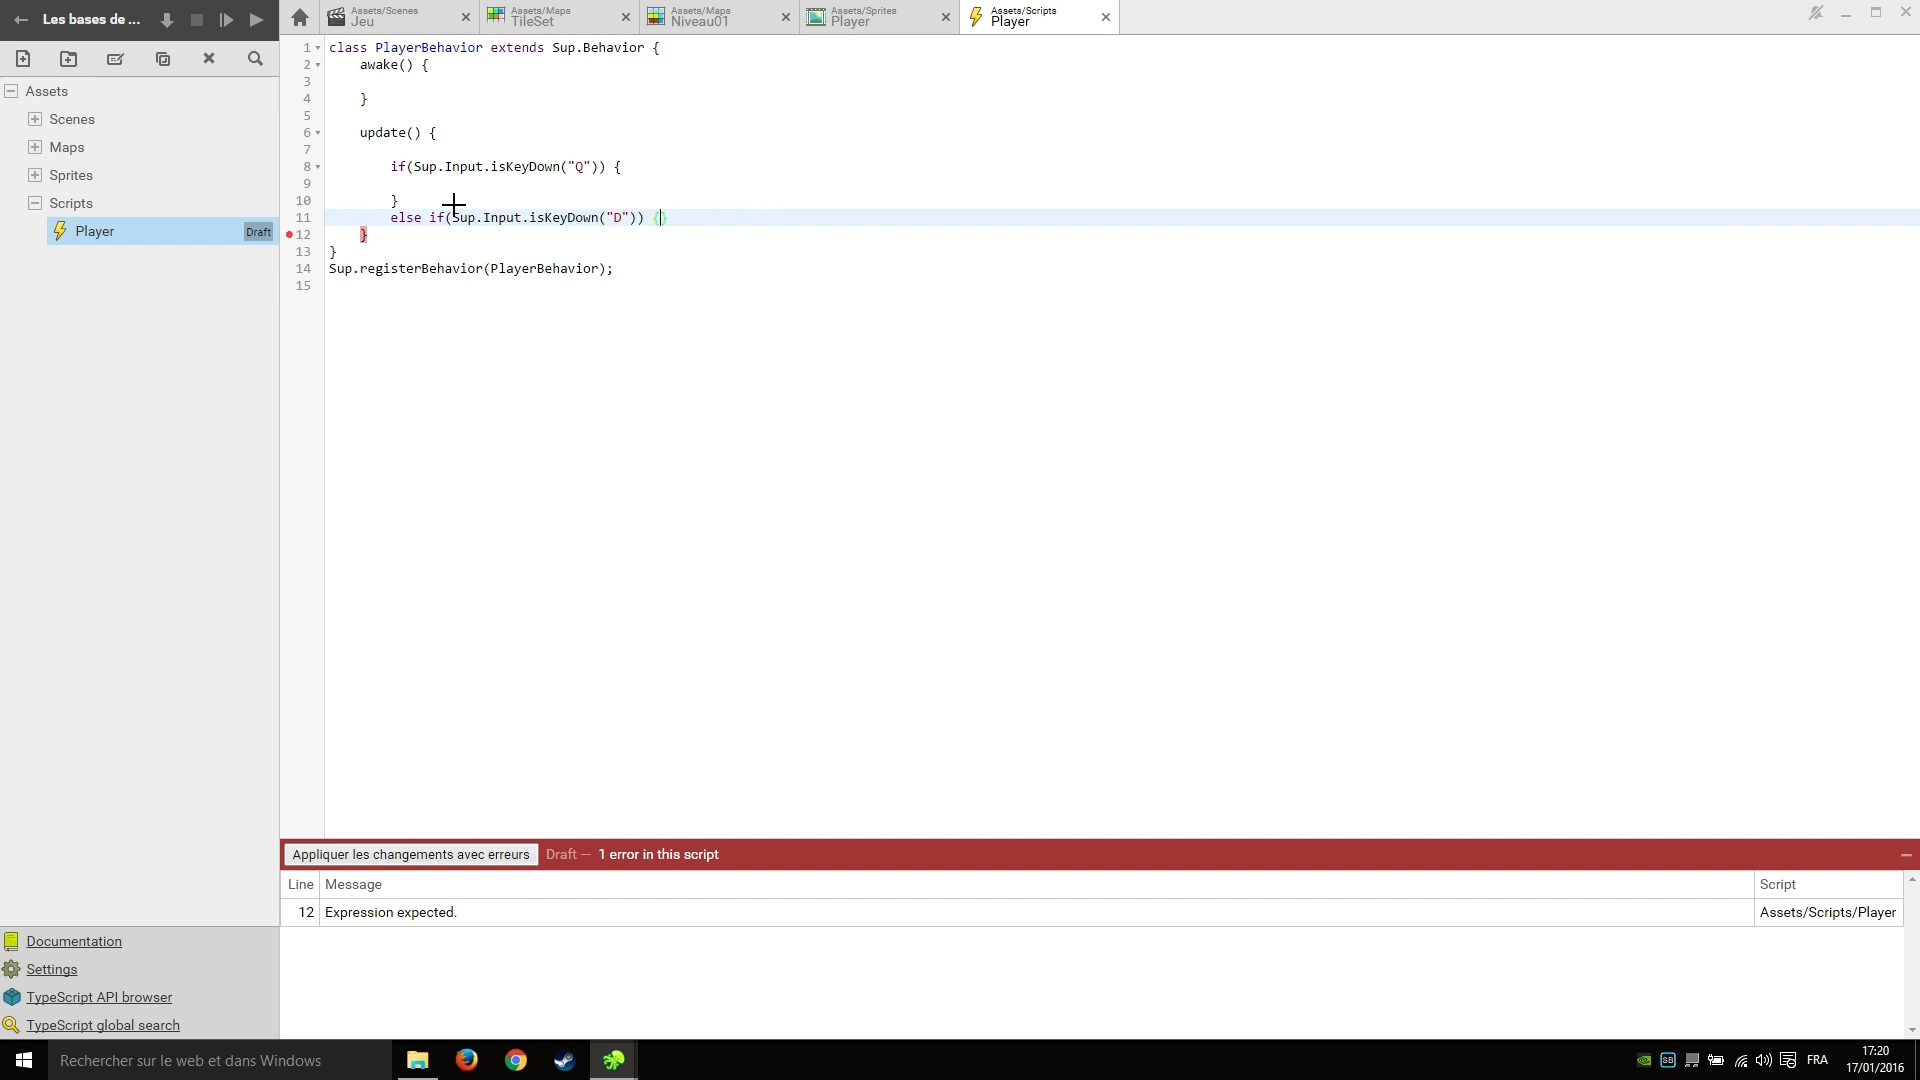 Les bases de ...
Assets/Scenes
Jeu
Assets/Maps
TileSet
Assets/Maps
Niveau01
Assets/Sprites
Player
Assets/Scripts
Player
Assets
Scenes
Maps
Sprites
Scripts
Player
Draft
1 class PlayerBehavior extends Sup.Behavior {
2 awake() {
3
4 }
5
6 update() {
7
8 if(Sup.Input.isKeyDown("Q")) {
9
10 }
11 else if(Sup.Input.isKeyDown("D")) {}
12 }
13 }
14 Sup.registerBehavior(PlayerBehavior);
15
Appliquer les changements avec erreurs Draft — 1 error in this script
Line Message Script
12 Expression expected. Assets/Scripts/Player
Documentation
Settings
TypeScript API browser
TypeScript global search
Rechercher sur le web et dans Windows
SB
FRA
17:20
17/01/2016